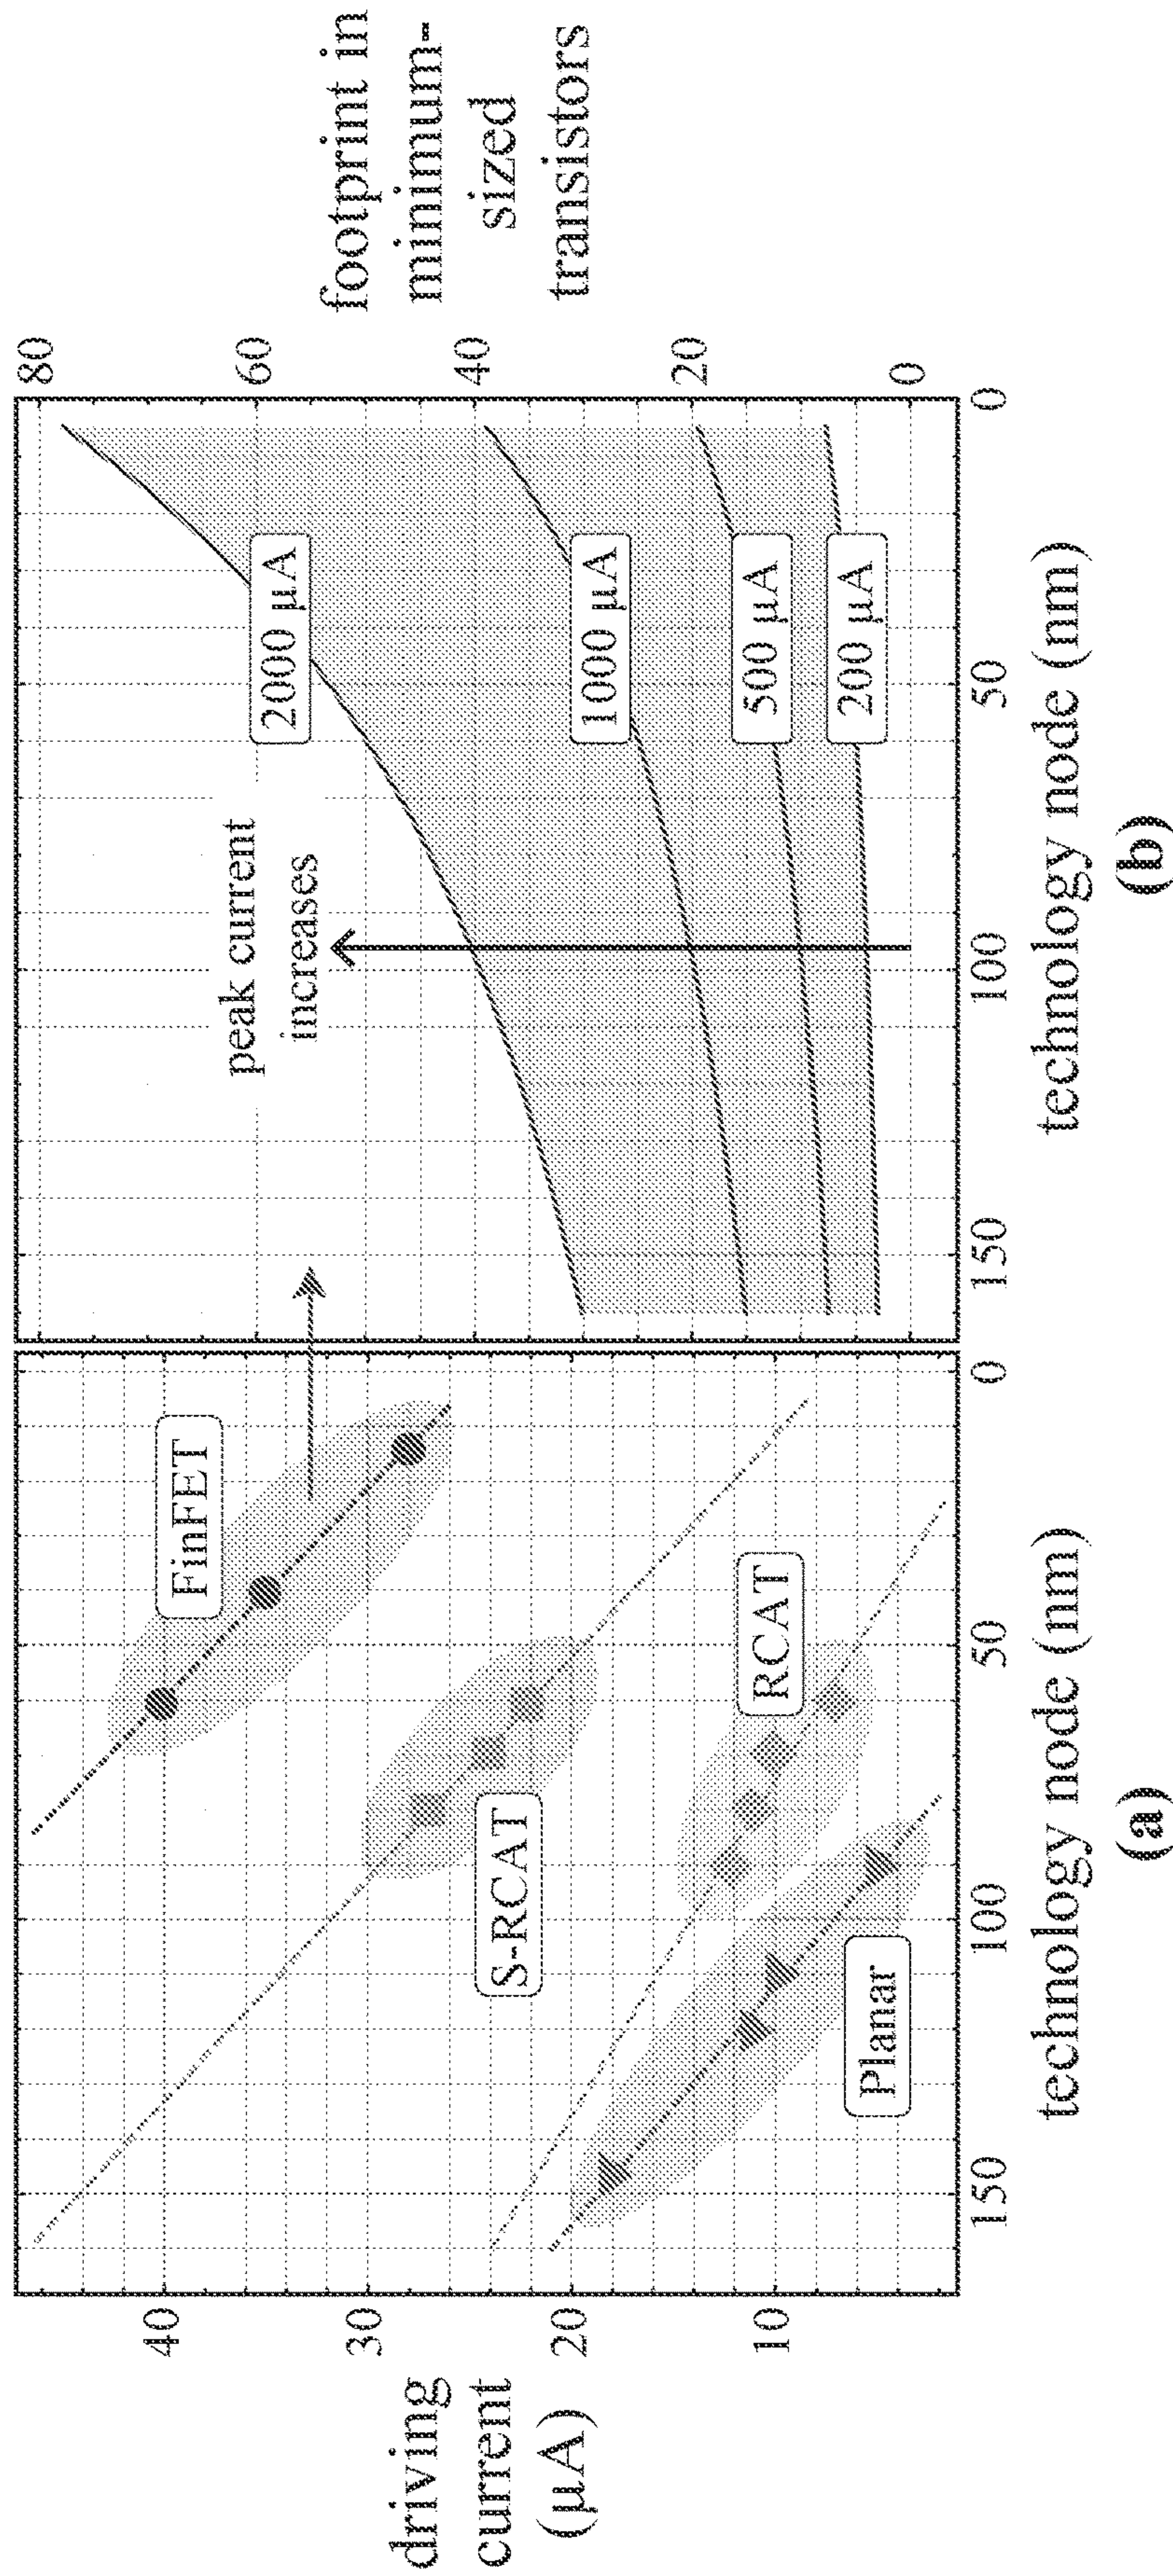 driving
current
(µA)
40
30
20
10
150
100
50
0
FinFET
S-RCAT
RCAT
Planar
technology node (nm)
(a)
peak current
increases
2000 µA
1000 µA
500 µA
200 µA
80
60
40
20
0
150
100
50
0
technology node (nm)
(b)
footprint in
minimum-
sized
transistors